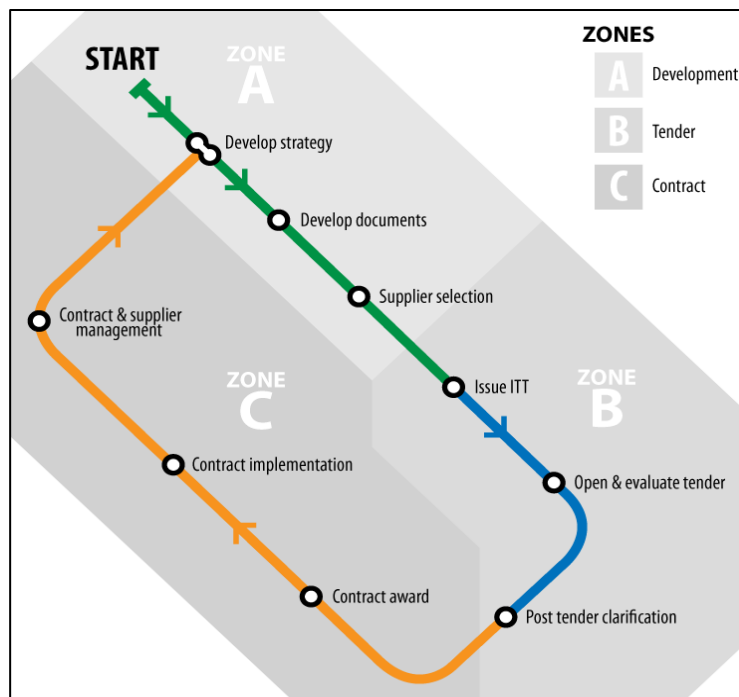 START
ZONE
A
ZONES
A Development
B Tender
C Contract
Develop strategy
Develop documents
Supplier selection
Contract & supplier
management
ZONE
C
ZONE
B
Issue ITT
Contract implementation
Open & evaluate tender
Contract award
Post tender clarification